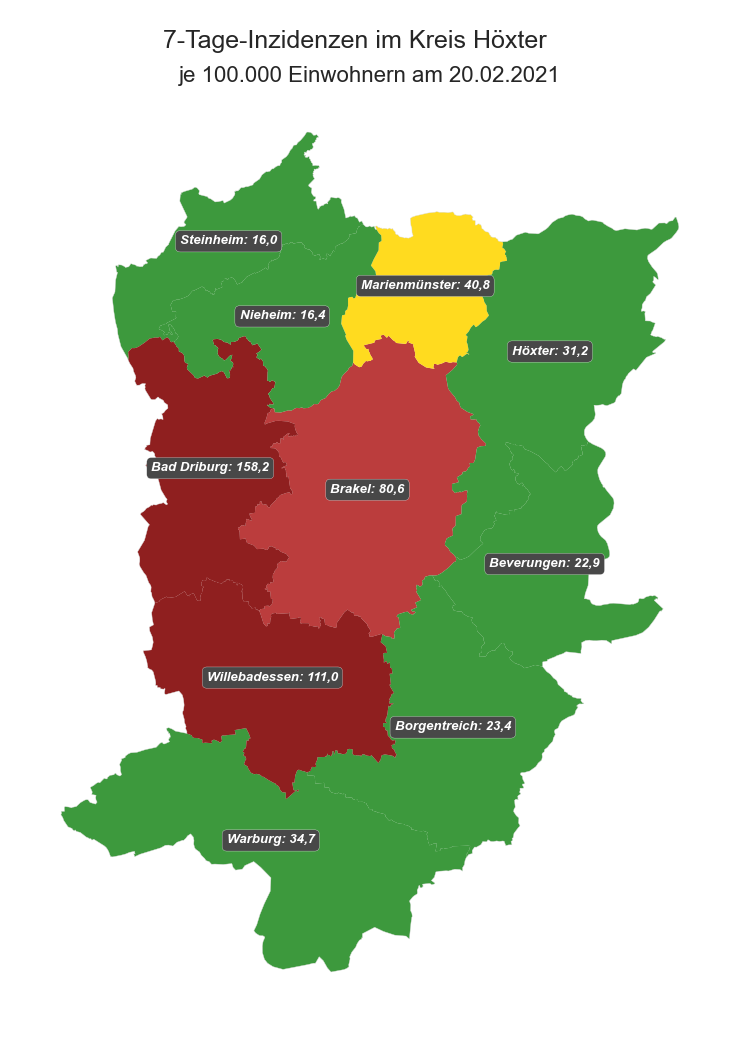 7-Tage-Inzidenzen im Kreis Höxter
je 100.000 Einwohnern am 20.02.2021
Steinheim: 16,0
Marienmünster: 40,8
Nieheim: 16,4
Höxter: 31,2
Bad Driburg: 158,2
Brakel: 80,6
Beverungen: 22,9
Willebadessen: 111,0
Borgentreich: 23,4
Warburg: 34,7